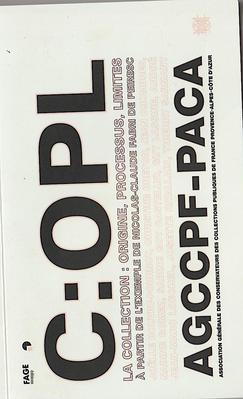 C:OPL
LA COLLECTION : ORIGINE, PROCESSUS, LIMITES
À PARTIR DE L'EXEMPLE DE NICOLAS-CLAUDE FABRI DE PEIRESC
AGCCPF-PACA
ASSOCIATION GÉNÉRALE DES CONSERVATEURS DES COLLECTIONS PUBLIQUES DE FRANCE PROVENCE-ALPES-CÔTE D'AZUR
FAGE